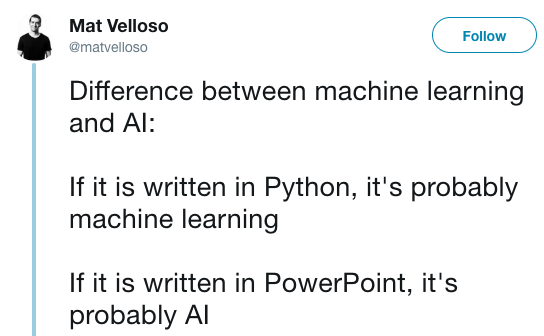 Mat Velloso
@matvelloso
Follow
Difference between machine learning
and AI:
If it is written in Python, it's probably
machine learning
If it is written in PowerPoint, it's
probably AI